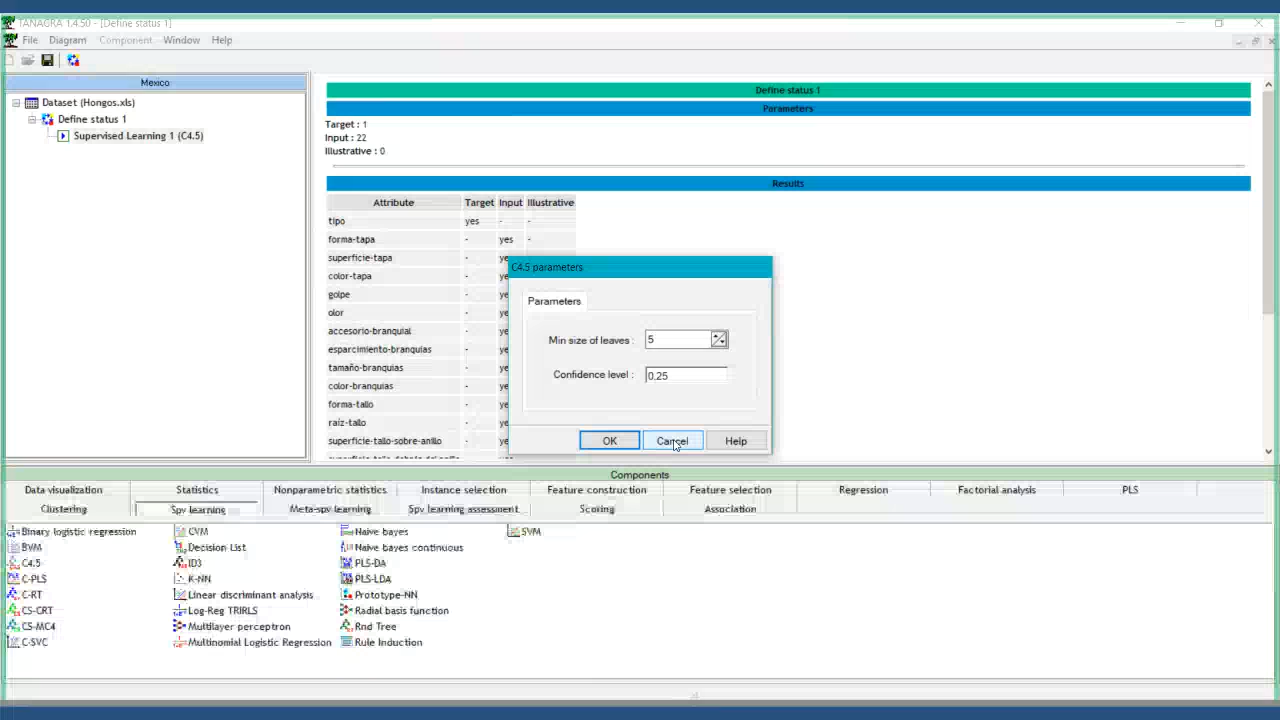 TANAGRA 1.4.50 - [Define status 1]
File Diagram Component Window Help
Mexico
Dataset (Hongos.xls)
Define status 1
Supervised Learning 1 (C4.5)
Define status 1
Parameters
Target : 1
Input : 22
Illustrative : 0
Results
Attribute Target Input Illustrative
tipo yes - -
forma-tapa - yes -
superficie-tapa - ye
color-tapa - ye
golpe - ye
olor - ye
accesorio-branquial - ye
esparcimiento-branquias - ye
tamaño-branquias - ye
color-branquias - ye
forma-tallo - ye
raíz-tallo - ye
superficie-tallo-sobre-anillo - ye
C4.5 parameters
Parameters
Min size of leaves : 5
Confidence level : 0.25
OK Cancel Help
Components
Data visualization Statistics Nonparametric statistics Instance selection Feature construction Feature selection Regression Factorial analysis PLS
Clustering Spv learning Meta-spv learning Spv learning assessment Scoring Association
Binary logistic regression CVM Naive bayes SVM
BVM Decision List Naive bayes continuous
C4.5 ID3 PLS-DA
C-PLS K-NN PLS-LDA
C-RT Linear discriminant analysis Prototype-NN
CS-CRT Log-Reg TRIRLS Radial basis function
CS-MC4 Multilayer perceptron Rnd Tree
C-SVC Multinomial Logistic Regression Rule Induction